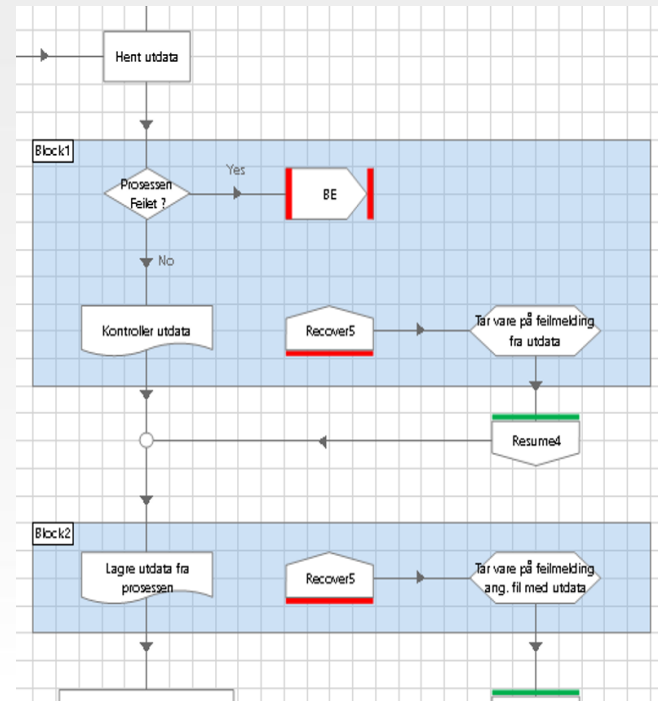 Hent utdata
Block1
Prosessen
Feilet ?
Yes
BE
No
Kontroller utdata
Recover5
Tar vare på feilmelding
fra utdata
Resume4
Block2
Lagre utdata fra
prosessen
Recover5
Tar vare på feilmelding
ang. fil med utdata